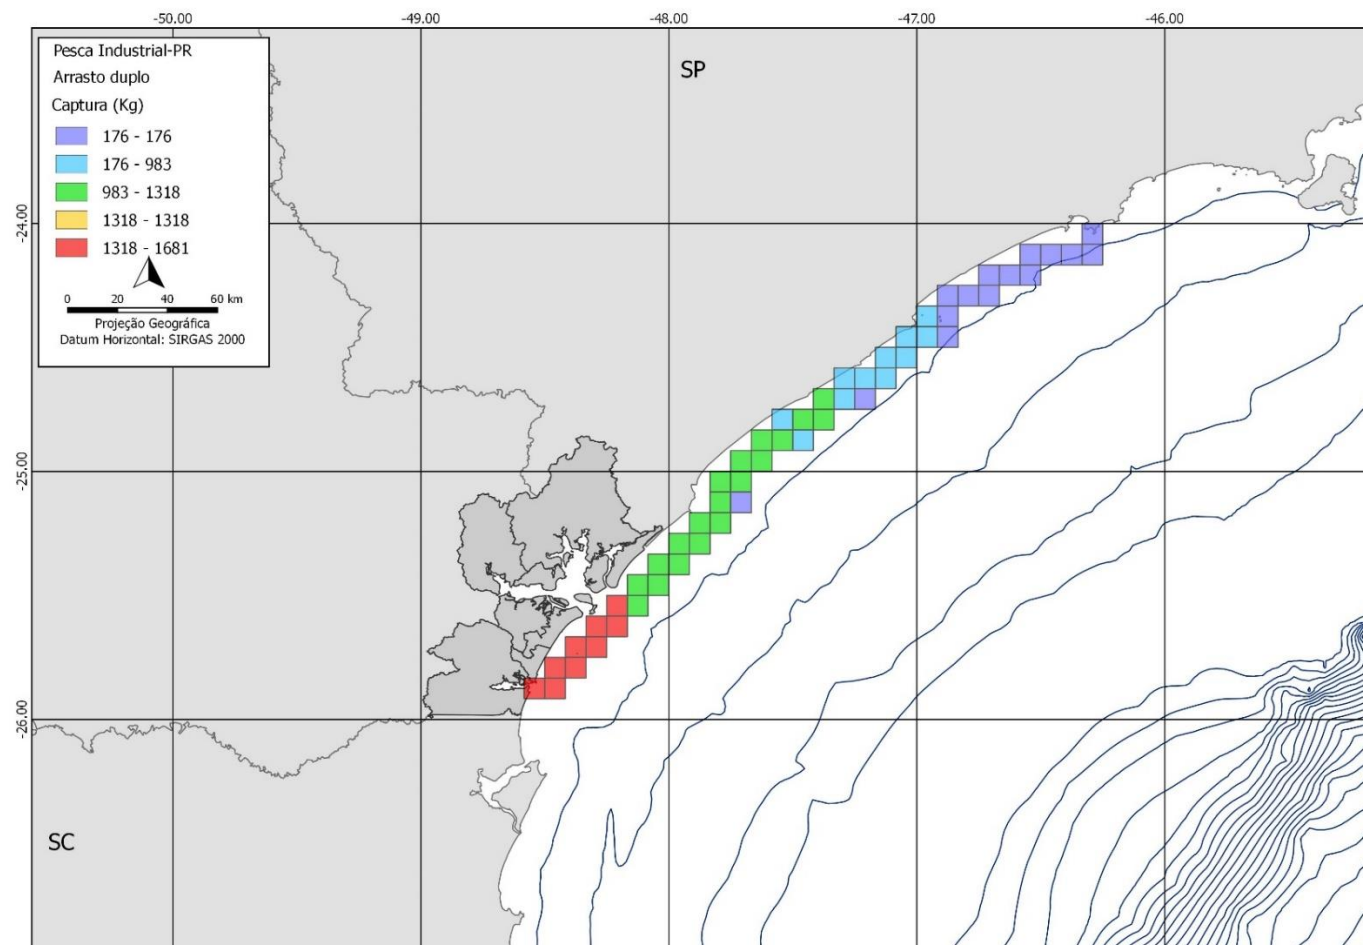 -50.00 -49.00 -48.00 -47.00 -46.00
Pesca Industrial-PR
Arrasto duplo
Captura (Kg)
176 - 176
176 - 983
983 - 1318
1318 - 1318
1318 - 1681
0 20 40 60 km
Projeção Geográfica
Datum Horizontal: SIRGAS 2000
SP
-24.00
-25.00
-26.00
SC